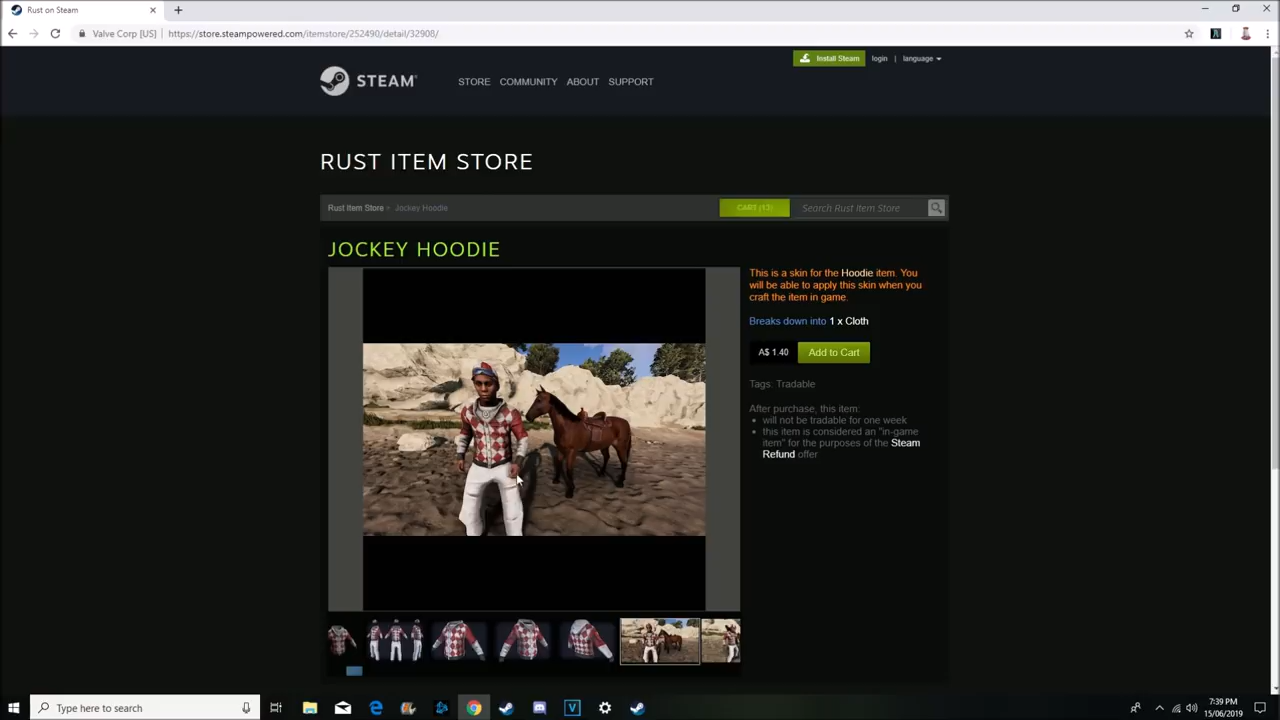 Rust on Steam
Valve Corp [US]
https://store.steampowered.com/itemstore/252490/detail/32908/
Install Steam
login | language
STEAM
STORE COMMUNITY ABOUT SUPPORT
RUST ITEM STORE
Rust Item Store > Jockey Hoodie
CART (13)
Search Rust Item Store
JOCKEY HOODIE
This is a skin for the Hoodie item. You
will be able to apply this skin when you
craft the item in game.
Breaks down into 1 x Cloth
A$ 1.40
Add to Cart
Tags: Tradable
After purchase, this item:
• will not be tradable for one week
• this item is considered an "in-game
item" for the purposes of the Steam
Refund offer
Type here to search
7:39 PM
15/06/2019